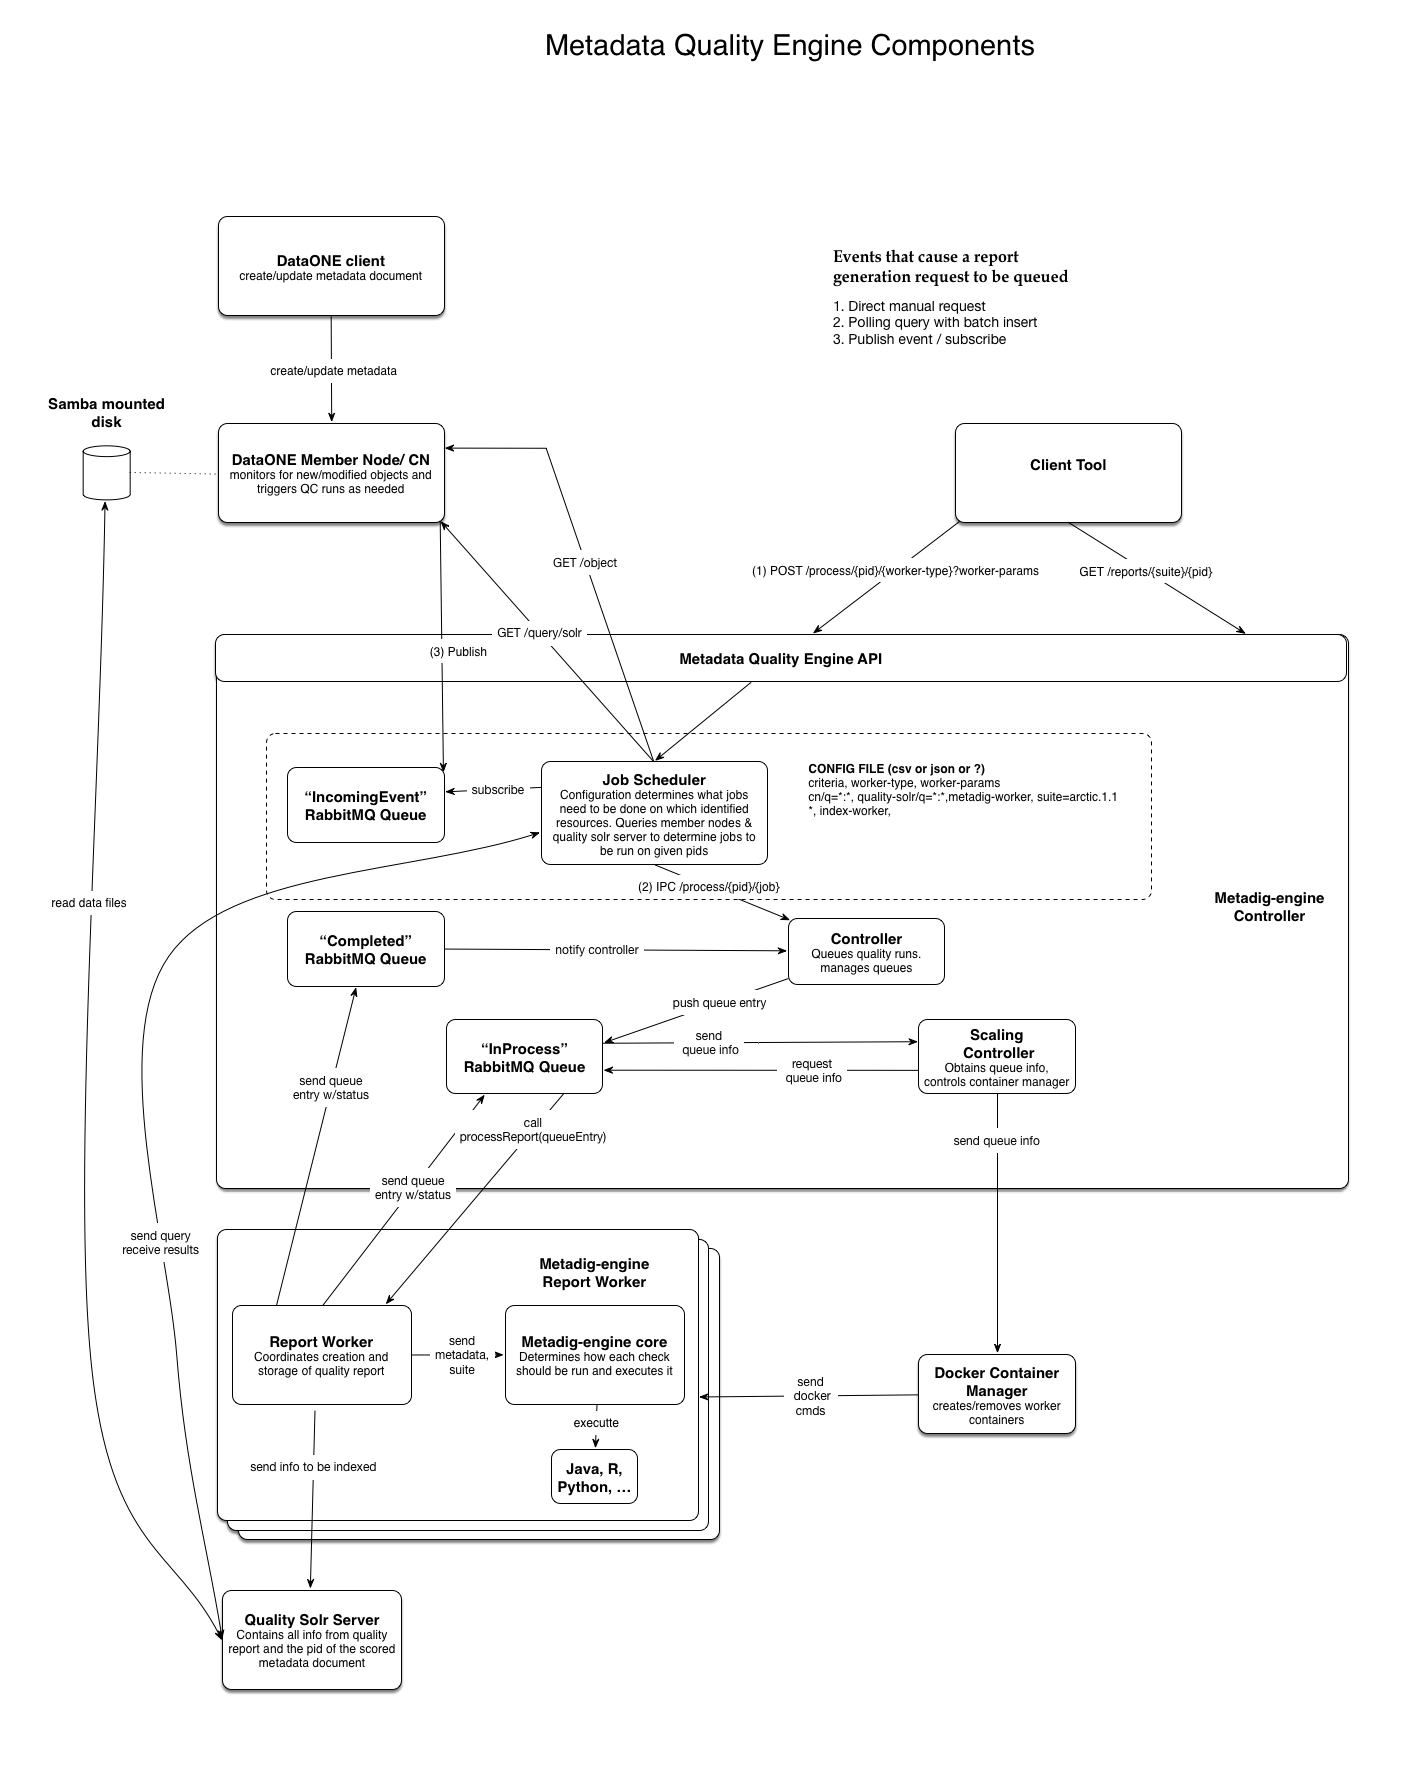 Metadata Quality Engine Components
DataONE client
create/update metadata document
Events that cause a report
generation request to be queued
1. Direct manual request
2. Polling query with batch insert
3. Publish event / subscribe
create/update metadata
Samba mounted
disk
DataONE Member Node/ CN
monitors for new/modified objects and
triggers QC runs as needed
Client Tool
GET /object
(1) POST /process/{pid}/{worker-type}?worker-params
GET /reports/{suite}/{pid}
GET /query/solr
(3) Publish
Metadata Quality Engine API
“IncomingEvent”
RabbitMQ Queue
subscribe
Job Scheduler
Configuration determines what jobs
need to be done on which identified
resources. Queries member nodes &
quality solr server to determine jobs to
be run on given pids
CONFIG FILE (csv or json or ?)
criteria, worker-type, worker-params
cn/q=*:*, quality-solr/q=*:*,metadig-worker, suite=arctic.1.1
*, index-worker,
(2) IPC /process/{pid}/{job}
read data files
Metadig-engine
Controller
“Completed”
RabbitMQ Queue
notify controller
Controller
Queues quality runs.
manages queues
push queue entry
“InProcess”
RabbitMQ Queue
send
queue info
request
queue info
Scaling
Controller
Obtains queue info,
controls container manager
send queue
entry w/status
call
processReport(queueEntry)
send queue info
send queue
entry w/status
send query
receive results
Metadig-engine
Report Worker
Report Worker
Coordinates creation and
storage of quality report
send
metadata,
suite
Metadig-engine core
Determines how each check
should be run and executes it
send
docker
cmds
Docker Container
Manager
creates/removes worker
containers
executte
Java, R,
Python, …
send info to be indexed
Quality Solr Server
Contains all info from quality
report and the pid of the scored
metadata document